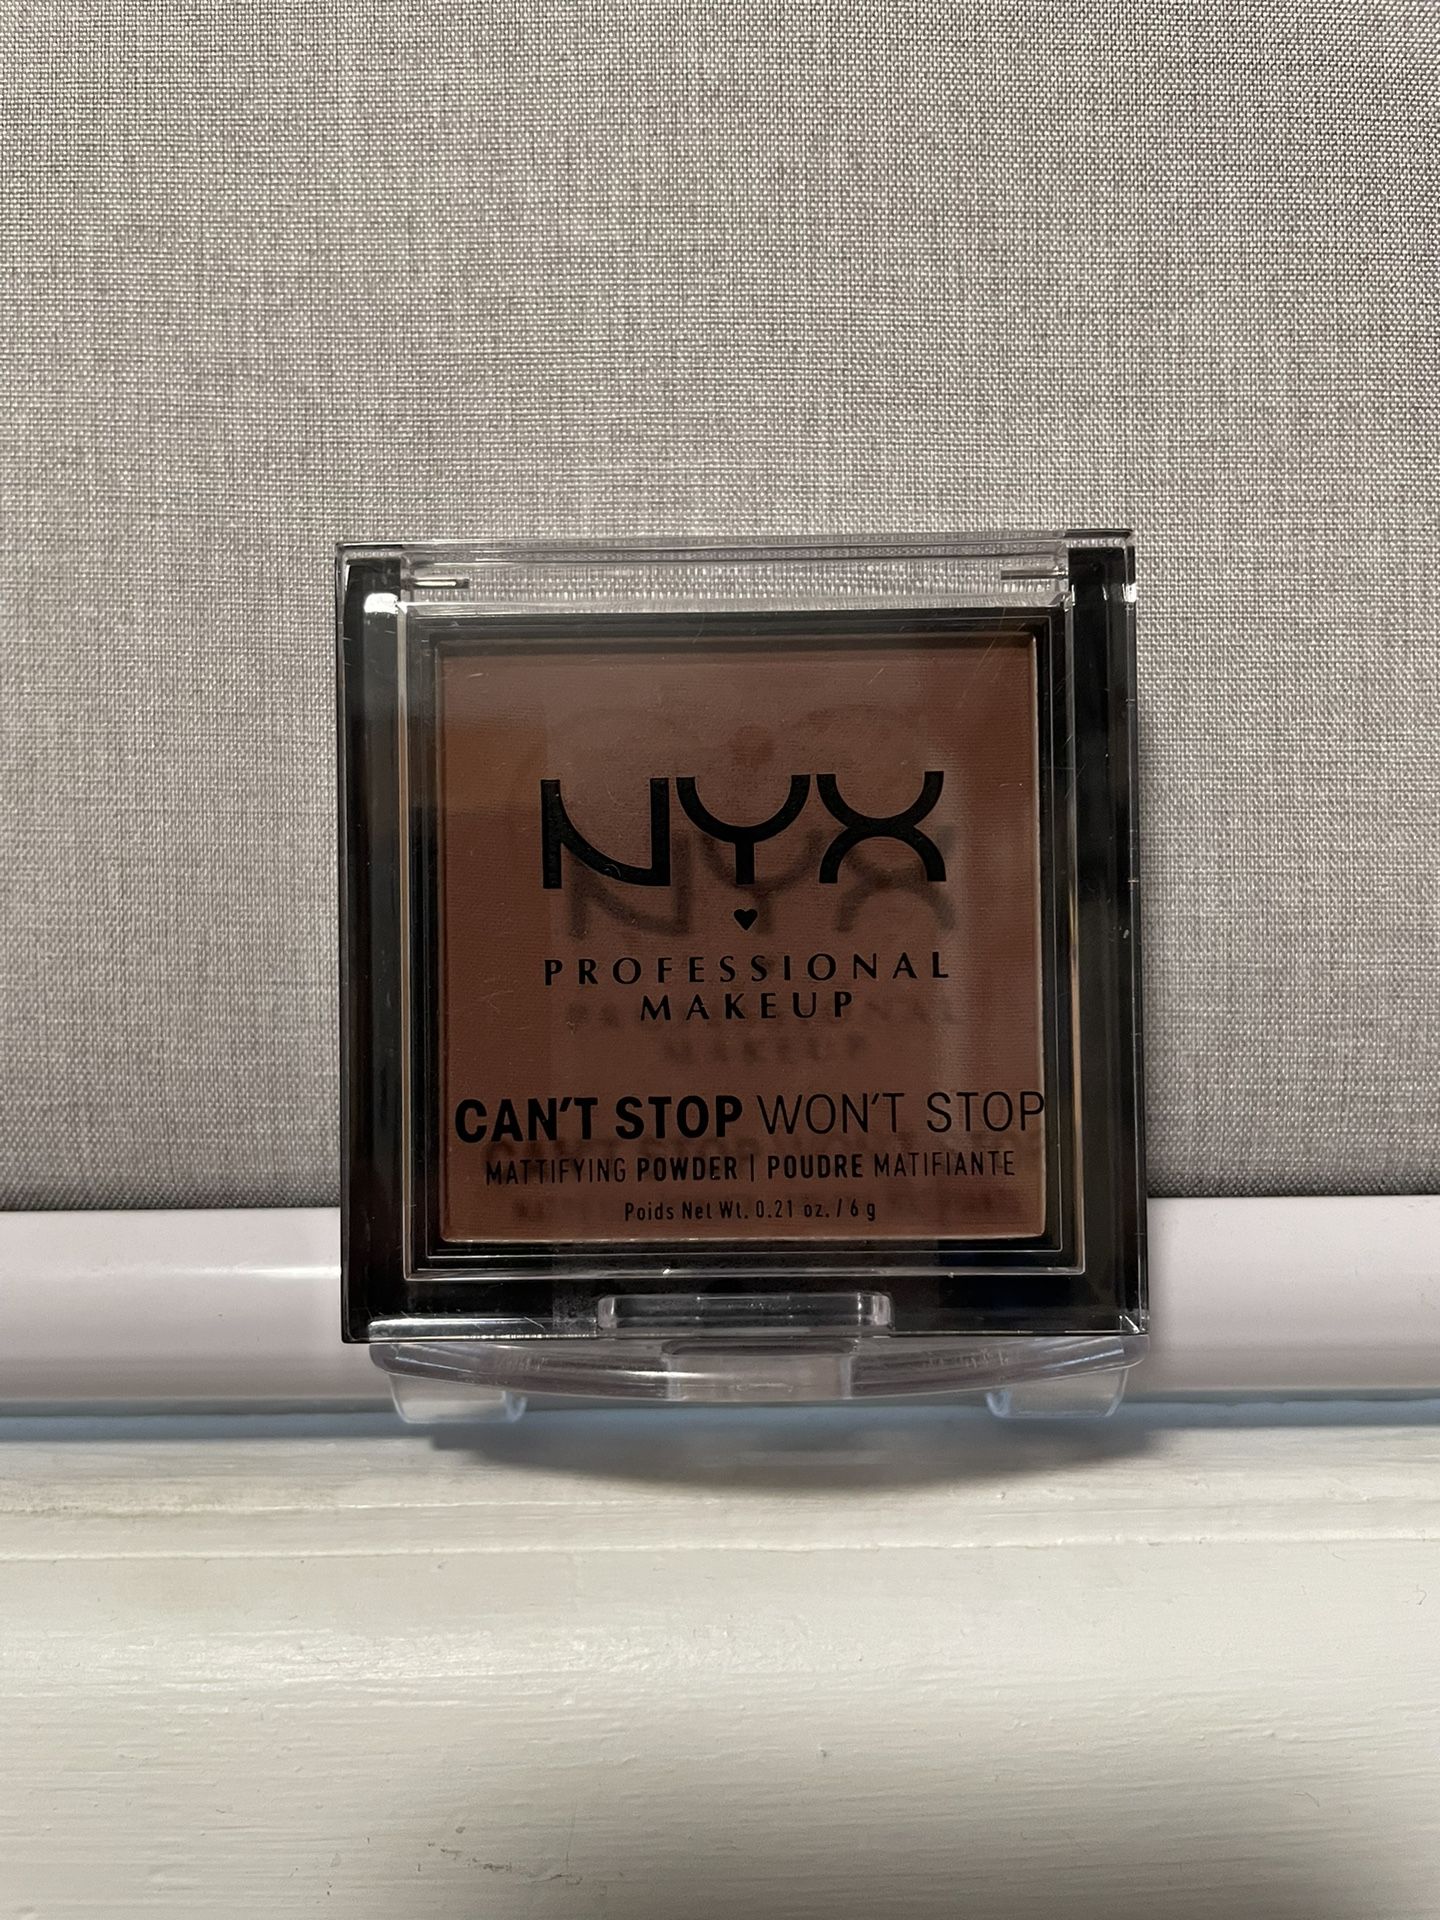 NYX
PROFESSIONAL
MAKEUP
CAN'T STOP WON'T STOP
MATTIFYING POWDER | POUDRE MATIFIANTE
Poids Net Wt. 0.21 oz. / 6 g